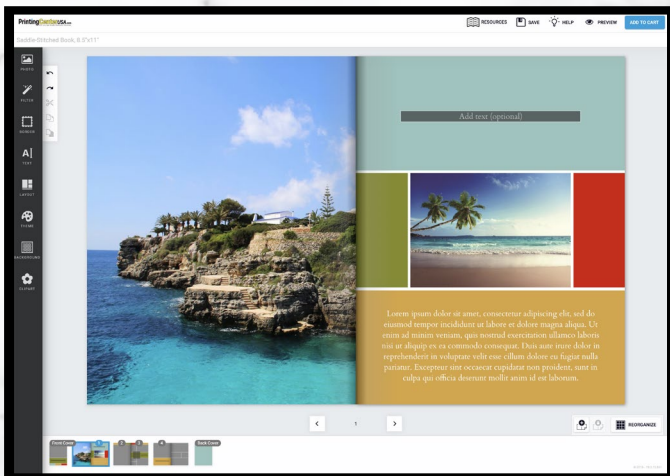 PrintingCenterUSA.com
RESOURCES
SAVE
HELP
PREVIEW
ADD TO CART
Saddle-Stitched Book, 8.5"x11"
PHOTO
FILTER
BORDER
TEXT
LAYOUT
THEME
BACKGROUND
CLIPART
Add text (optional)
Lorem ipsum dolor sit amet, consectetur adipiscing elit, sed do
eiusmod tempor incididunt ut labore et dolore magna aliqua. Ut
enim ad minim veniam, quis nostrud exercitation ullamco laboris
nisi ut aliquip ex ea commodo consequat. Duis aute irure dolor in
reprehenderit in voluptate velit esse cillum dolore eu fugiat nulla
pariatur. Excepteur sint occaecat cupidatat non proident, sunt in
culpa qui officia deserunt mollit anim id est laborum.
1
REORGANIZE
Front Cover
1
2
3
4
Back Cover